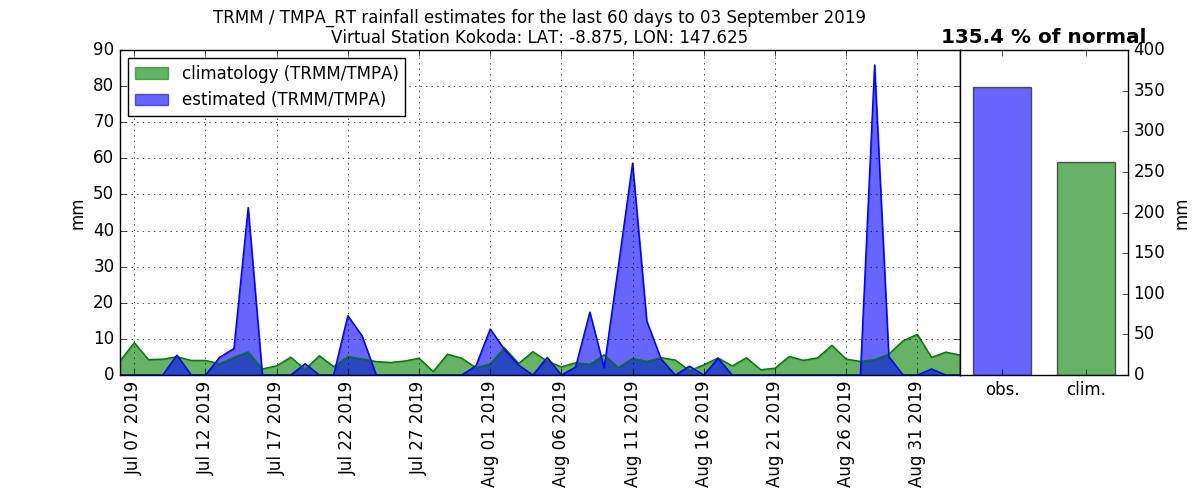 TRMM / TMPA_RT rainfall estimates for the last 60 days to 03 September 2019
Virtual Station Kokoda: LAT: -8.875, LON: 147.625
135.4 % of normal
climatology (TRMM/TMPA)
estimated (TRMM/TMPA)
mm
90
80
70
60
50
40
30
20
10
0
Jul 07 2019
Jul 12 2019
Jul 17 2019
Jul 22 2019
Jul 27 2019
Aug 01 2019
Aug 06 2019
Aug 11 2019
Aug 16 2019
Aug 21 2019
Aug 26 2019
Aug 31 2019
obs.
clim.
400
350
300
250
200
150
100
50
0
mm